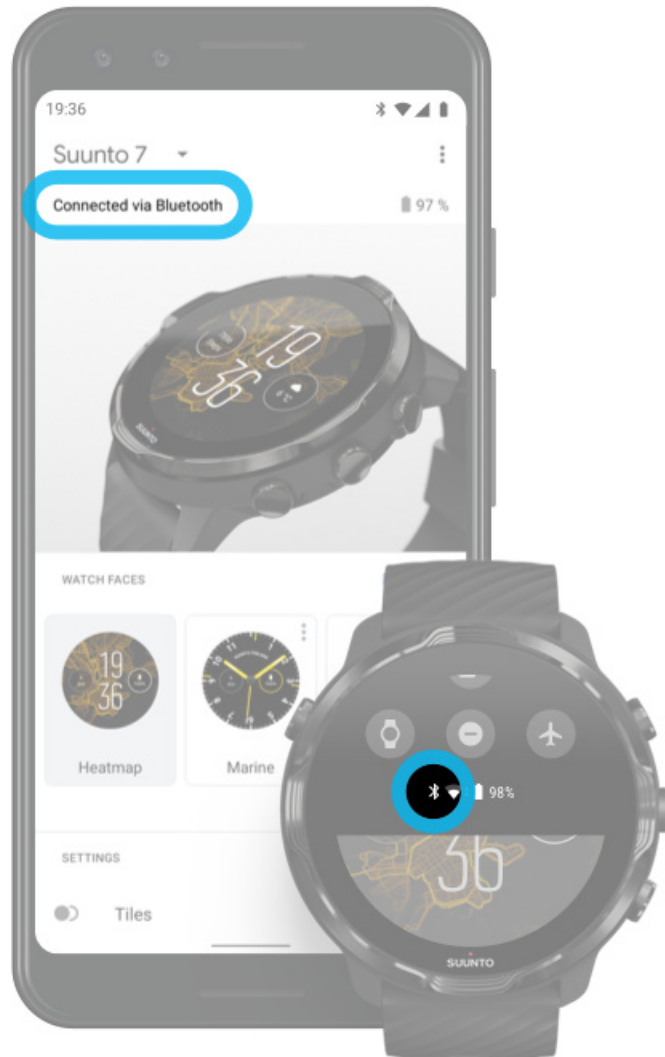 19:36
Suunto 7
Connected via Bluetooth
97 %
19
36
SUUNTO
WATCH FACES
19
36
Heatmap
Marine
98%
36
SUUNTO
SETTINGS
Tiles